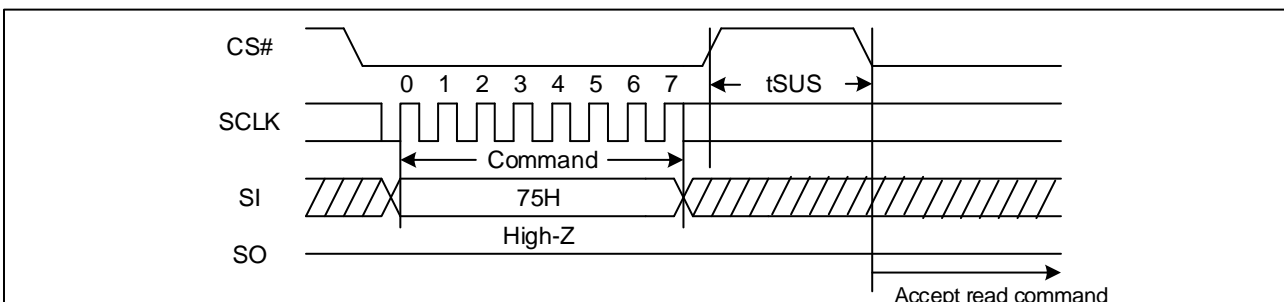 CS#
0 1 2 3 4 5 6 7
tSUS
SCLK
Command
SI
75H
High-Z
SO
Accept read command